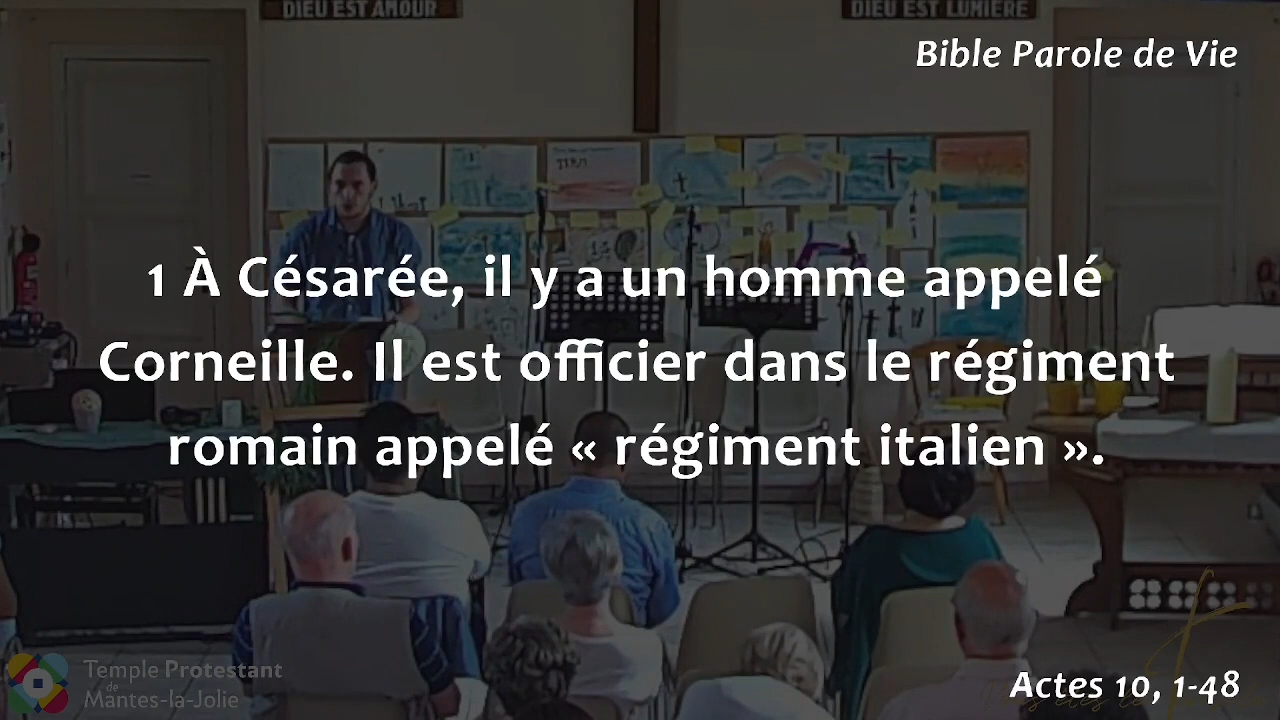 DIEU EST AMOUR
DIEU EST LUMIÈRE
Bible Parole de Vie
1 À Césarée, il y a un homme appelé
Corneille. Il est officier dans le régiment
romain appelé « régiment italien ».
Temple Protestant
de
Mantes-la-Jolie
Actes 10, 1-48